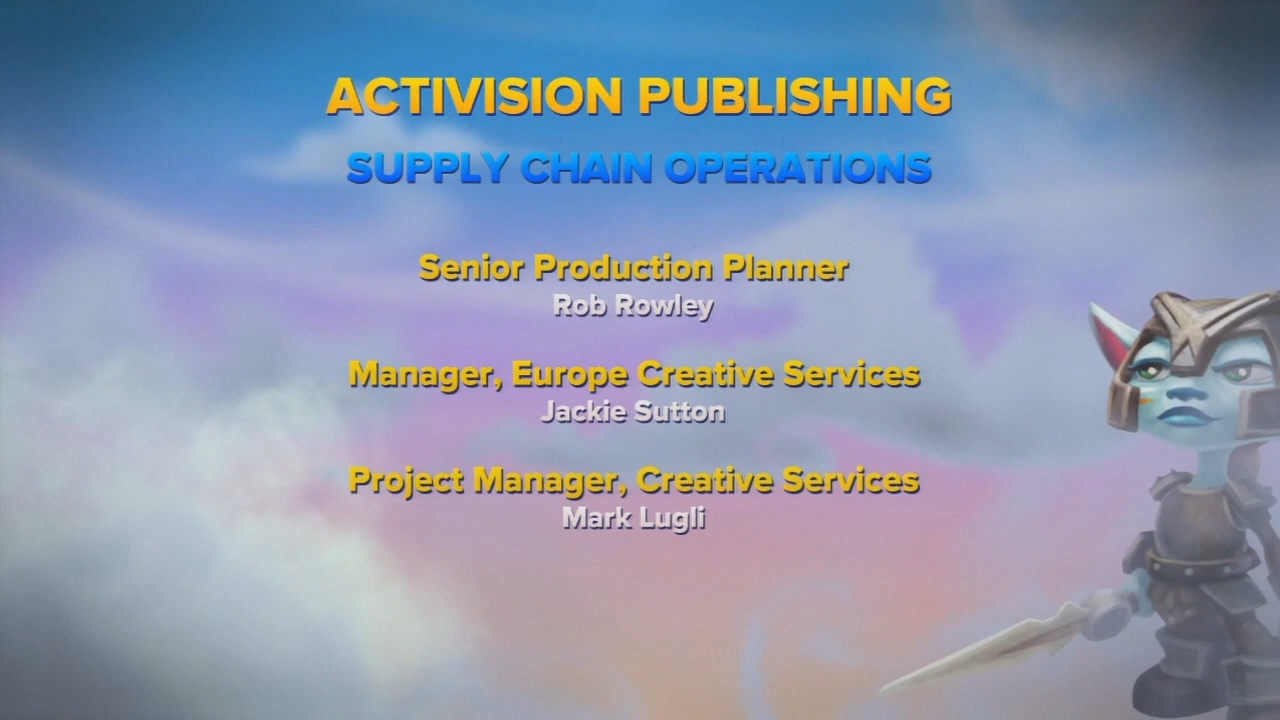 ACTIVISION PUBLISHING
SUPPLY CHAIN OPERATIONS
Senior Production Planner
Rob Rowley
Manager, Europe Creative Services
Jackie Sutton
Project Manager, Creative Services
Mark Lugli